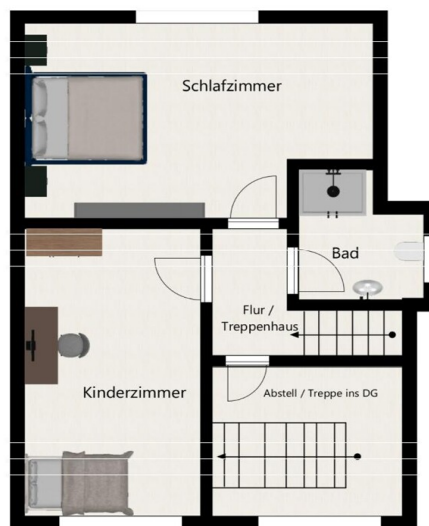 Schlafzimmer
Bad
Flur /
Treppenhaus
Kinderzimmer
Abstell / Treppe ins DG